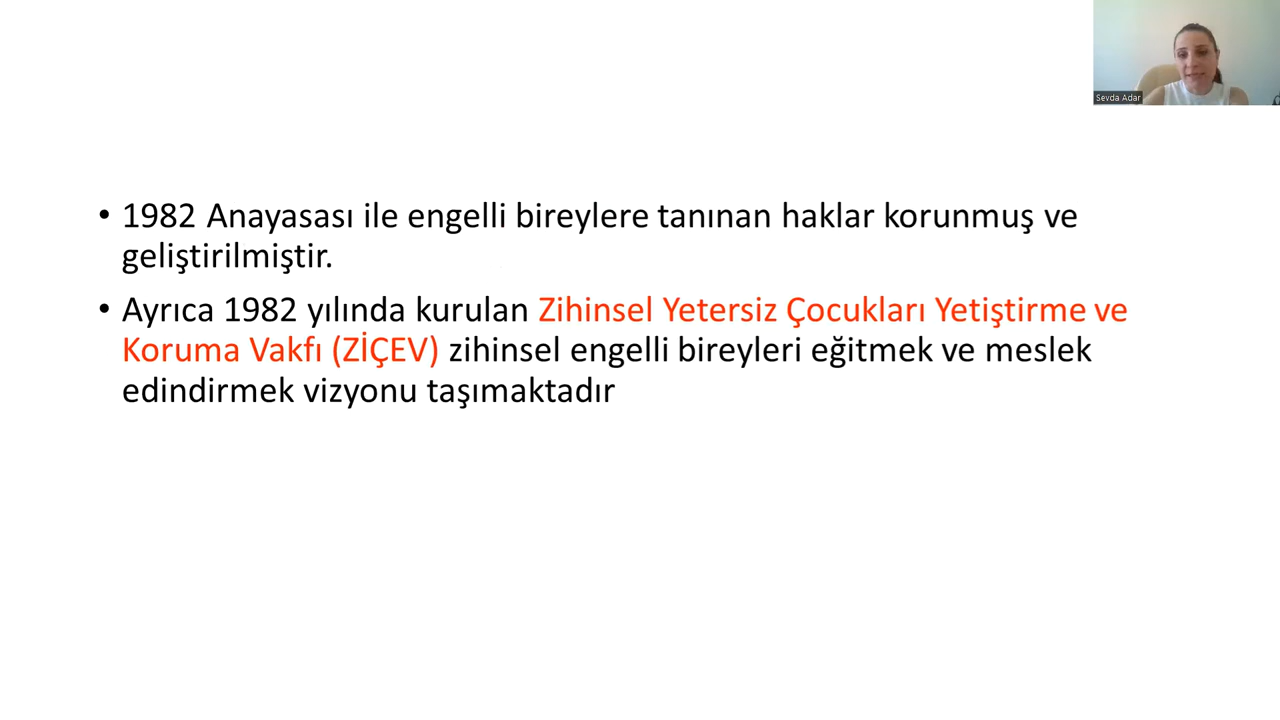 Sevda Adar
• 1982 Anayasası ile engelli bireylere tanınan haklar korunmuş ve
geliştirilmiştir.
• Ayrıca 1982 yılında kurulan Zihinsel Yetersiz Çocukları Yetiştirme ve
Koruma Vakfı (ZİÇEV) zihinsel engelli bireyleri eğitmek ve meslek
edindirmek vizyonu taşımaktadır